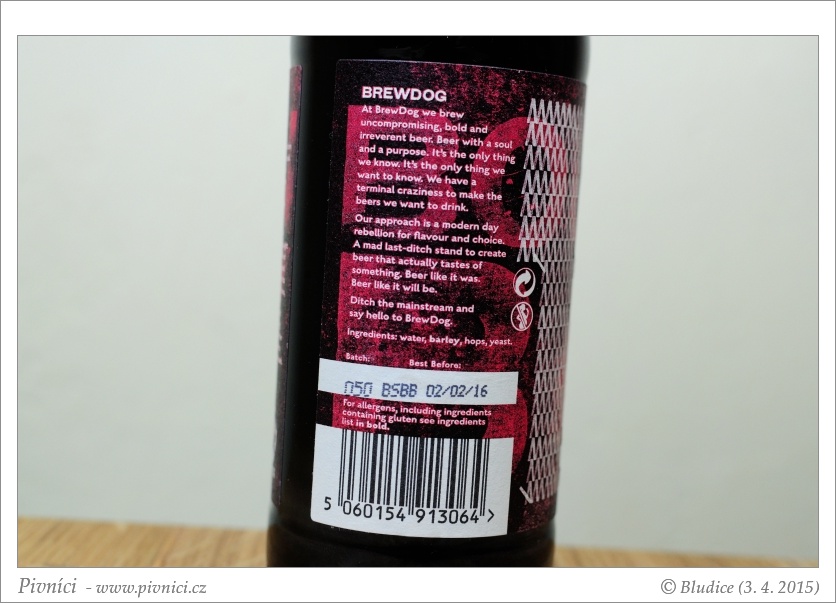 BREWDOG
At BrewDog we brew
uncompromising, bold and
irreverent beer. Beer with a soul
and a purpose. It's the only thing
we know. It's the only thing we
want to know. We have a
terminal craziness to make the
beers we want to drink.
Our approach is a modern day
rebellion for flavour and choice.
A mad last-ditch stand to create
beer that actually tastes of
something. Beer like it was.
Beer like it will be.
Ditch the mainstream and
say hello to BrewDog.
Ingredients: water, barley, hops, yeast.
Batch: Best Before:
050 BSBB 02/02/16
For allergens, including ingredients
containing gluten see ingredients
list in bold.
5 060154 913064 >
Pivníci - www.pivnici.cz
© Bludice (3. 4. 2015)